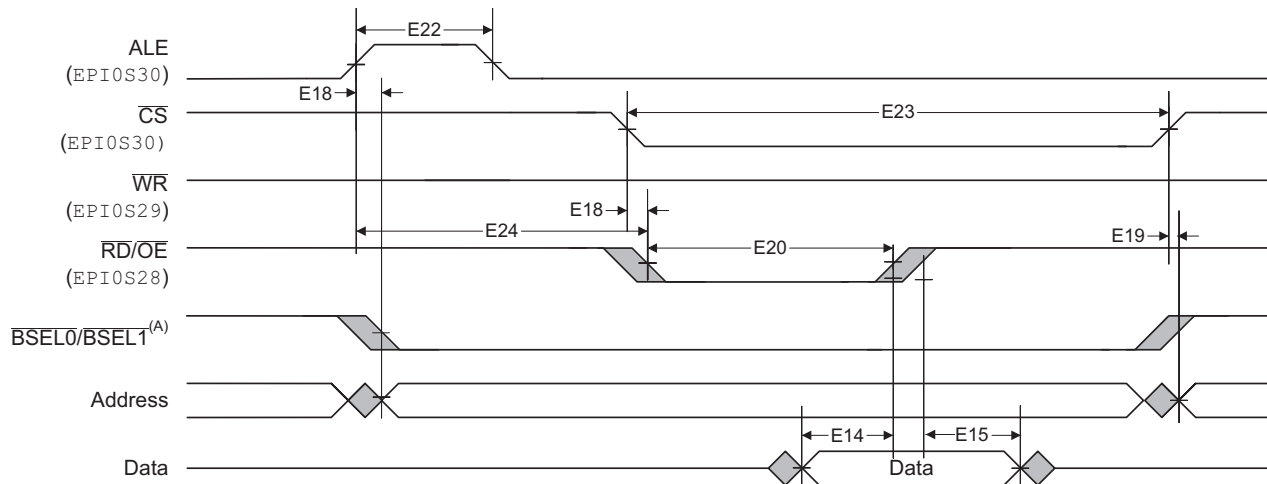 E22
ALE
(EPI0S30)
E18
CS
E23
(EPI0S30)
WR
(EPI0S29)
E18
E24
RD/OE
E20
E19
(EPI0S28)
BSEL0/BSEL1(A)
Address
E14
E15
Data
Data